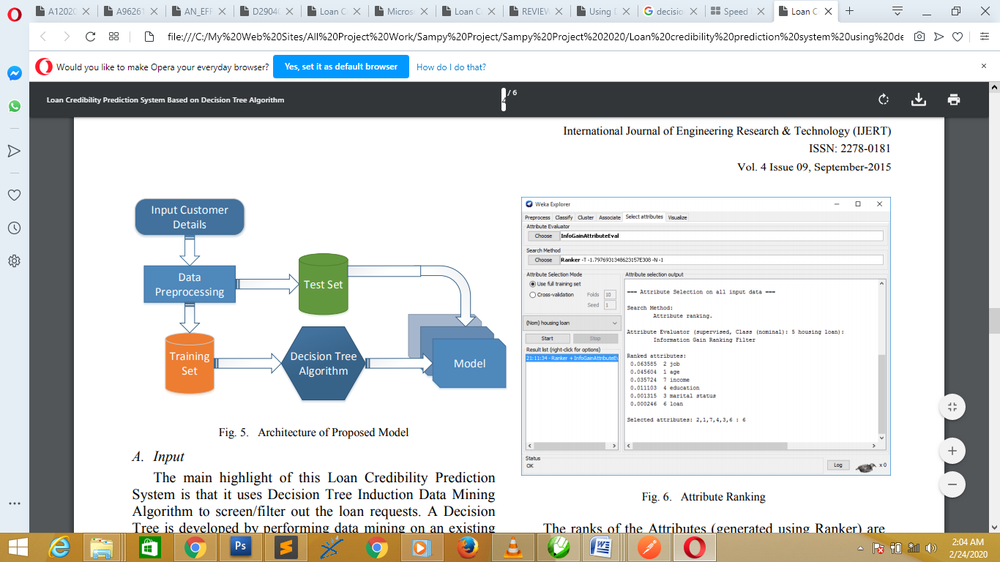 A1202
A9626
AN_EFF
D2904
Loan C
Micros
Loan C
REVIEW
Using D
decisio
Speed
Loan C
file:///C:/My%20Web%20Sites/All%20Project%20Work/Sampy%20Project/Sampy%20Project%202020/Loan%20credibility%20prediction%20system%20using%20de
Would you like to make Opera your everyday browser?
Yes, set it as default browser
How do I do that?
Loan Credibility Prediction System Based on Decision Tree Algorithm
4 / 6
International Journal of Engineering Research & Technology (IJERT)
ISSN: 2278-0181
Vol. 4 Issue 09, September-2015
Input Customer
Details
Data
Preprocessing
Test Set
Training
Set
Decision Tree
Algorithm
Model
Fig. 5. Architecture of Proposed Model
A. Input
The main highlight of this Loan Credibility Prediction
System is that it uses Decision Tree Induction Data Mining
Algorithm to screen/filter out the loan requests. A Decision
Tree is developed by performing data mining on an existing
Weka Explorer
Preprocess Classify Cluster Associate Select attributes Visualize
Attribute Evaluator
Choose InfoGainAttributeEval
Search Method
Choose Ranker -T -1.7976931348623157E308 -N -1
Attribute Selection Mode
Use full training set
Cross-validation Folds 10
Seed 1
(Nom) housing loan
Start Stop
Result list (right-click for options)
21:11:34 - Ranker + InfoGainAttributeEv
Attribute selection output
=== Attribute Selection on all input data ===
Search Method:
Attribute ranking.
Attribute Evaluator (supervised, Class (nominal): 5 housing loan):
Information Gain Ranking Filter
Ranked attributes:
0.063585 2 job
0.045604 1 age
0.035724 7 income
0.011103 4 education
0.001315 3 marital status
0.000246 6 loan
Selected attributes: 2,1,7,4,3,6 : 6
Status
OK
Log
x 0
Fig. 6. Attribute Ranking
The ranks of the Attributes (generated using Ranker) are
Ps
2:04 AM
2/24/2020